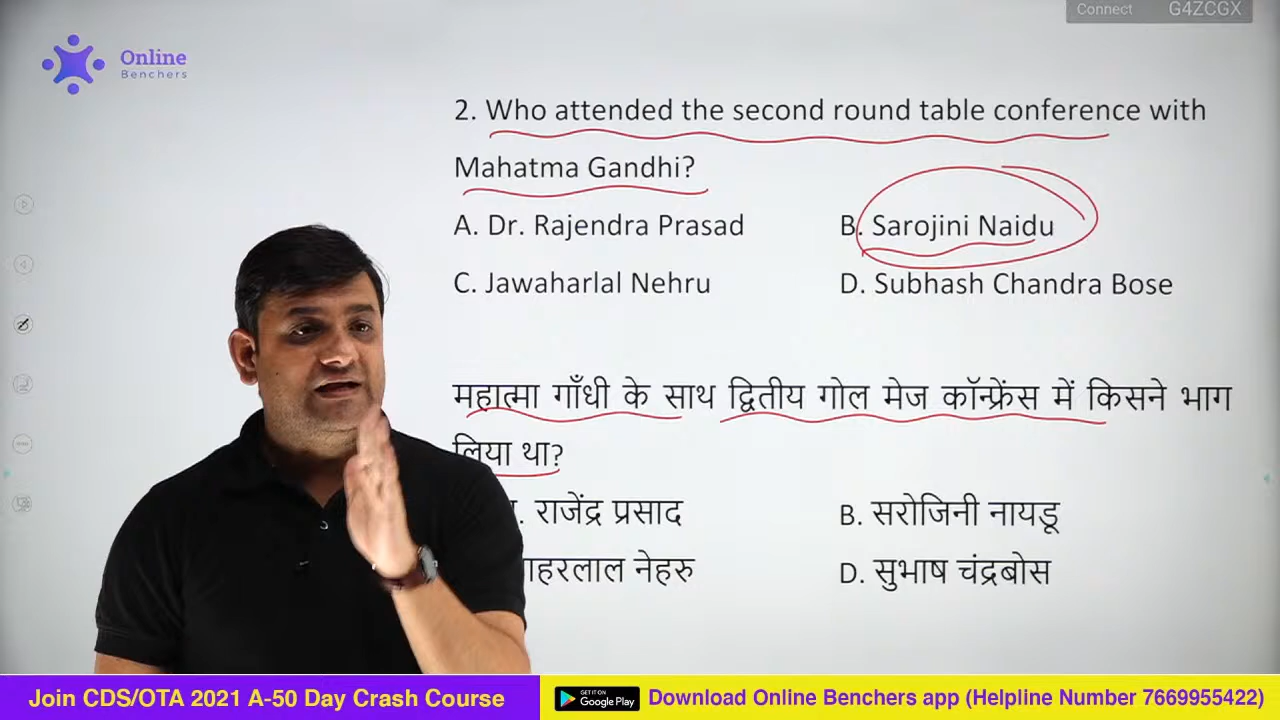 Connect G4ZCGX
Online
Benchers
2. Who attended the second round table conference with
Mahatma Gandhi?
A. Dr. Rajendra Prasad B. Sarojini Naidu
C. Jawaharlal Nehru D. Subhash Chandra Bose
महात्मा गाँधी के साथ द्वितीय गोल मेज कॉन्फ्रेंस में किसने भाग
लिया था?
राजेंद्र प्रसाद B. सरोजिनी नायडू
नेहरु D. सुभाष चंद्रबोस
Join CDS/OTA 2021 A-50 Day Crash Course GET IT ON Google Play Download Online Benchers app (Helpline Number 7669955422)